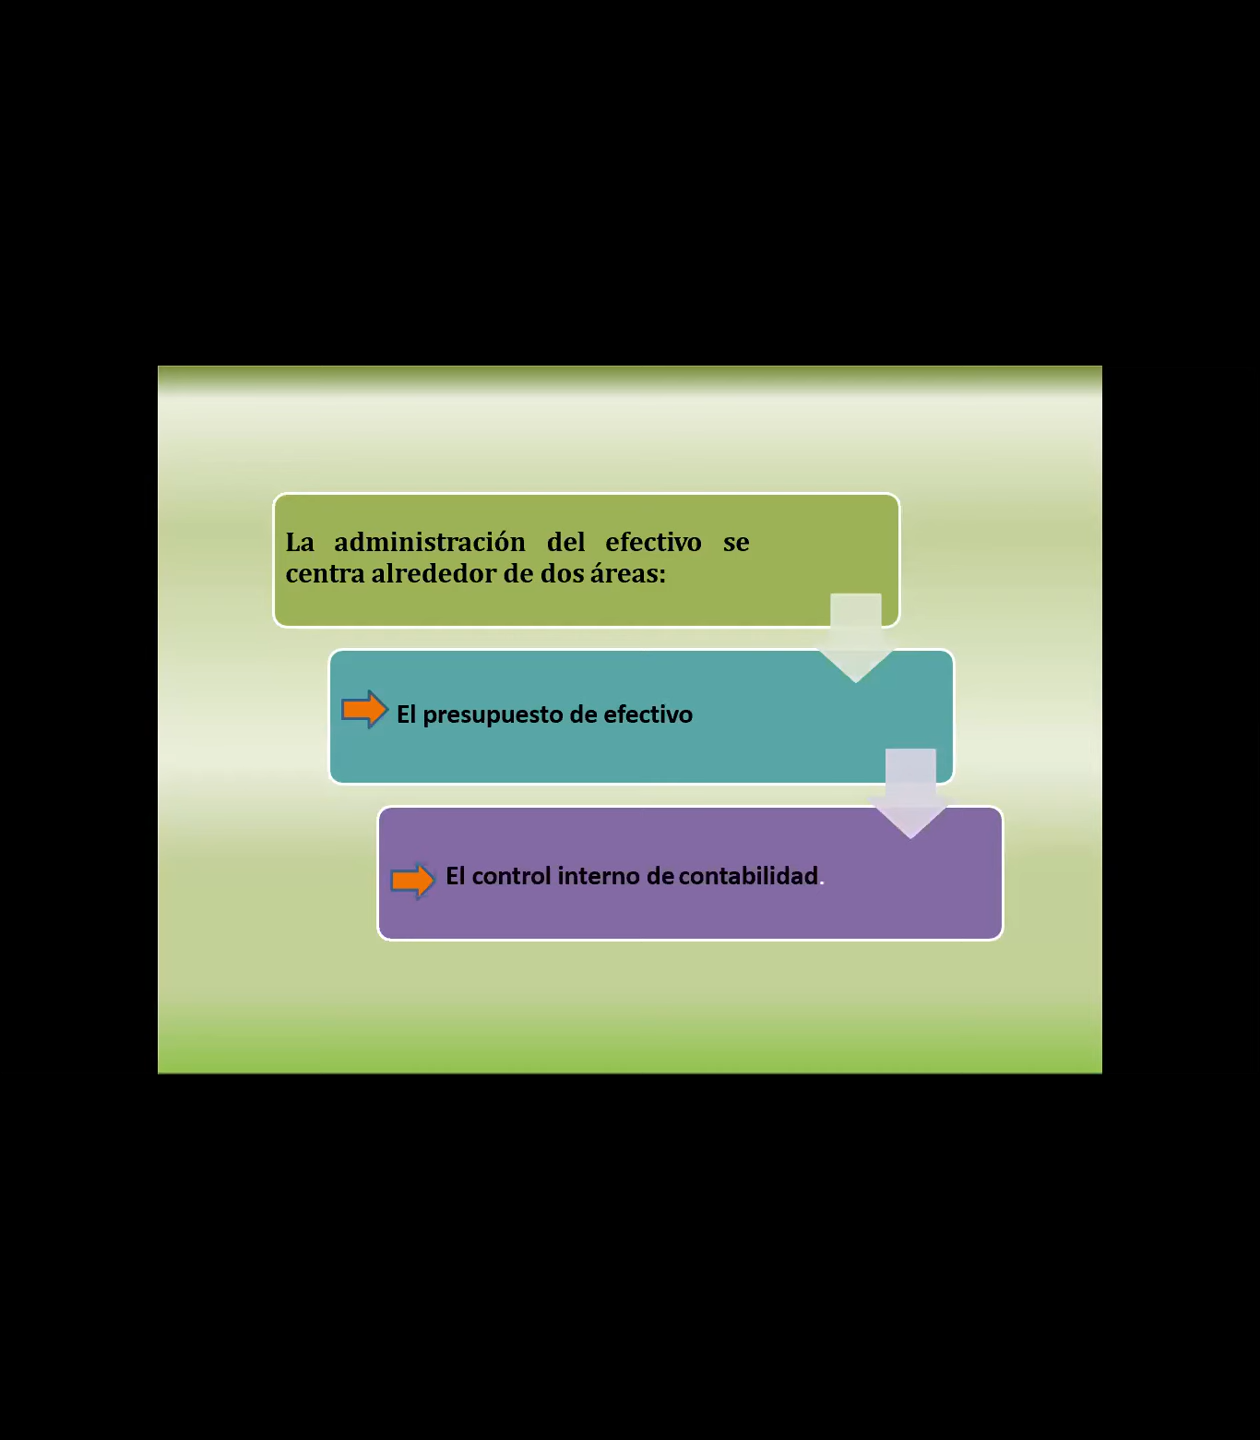 La administración del efectivo se
centra alrededor de dos áreas:
El presupuesto de efectivo
El control interno de contabilidad.